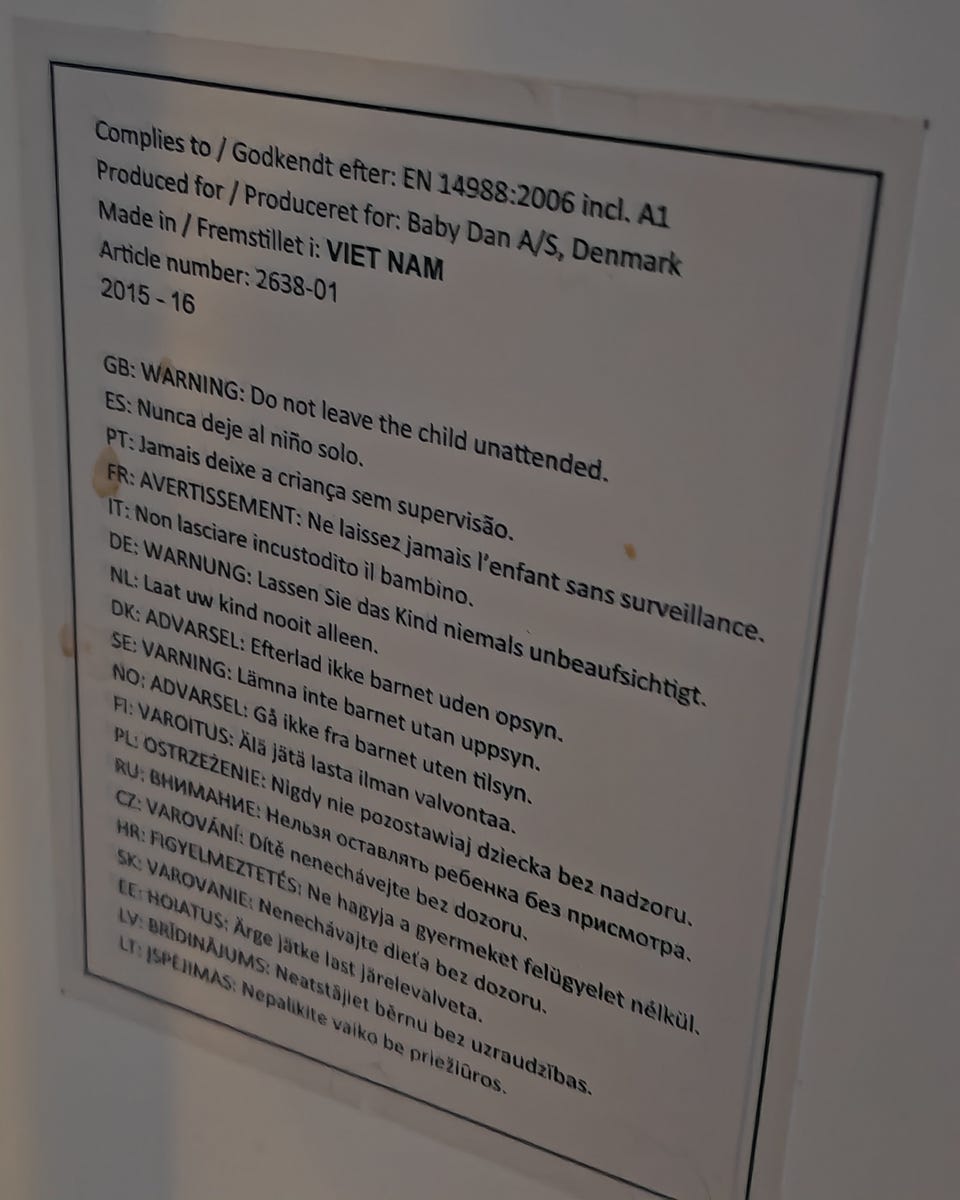 Complies to / Godkendt efter: EN 14988:2006 incl. A1
Produced for / Produceret for: Baby Dan A/S, Denmark
Made in / Fremstillet i: VIET NAM
Article number: 2638-01
2015 - 16
GB: WARNING: Do not leave the child unattended.
ES: Nunca deje al niño solo.
PT: Jamais deixe a criança sem supervisão.
FR: AVERTISSEMENT: Ne laissez jamais l'enfant sans surveillance.
IT: Non lasciare incustodito il bambino.
DE: WARNUNG: Lassen Sie das Kind niemals unbeaufsichtigt.
NL: Laat uw kind nooit alleen.
DK: ADVARSEL: Efterlad ikke barnet uden opsyn.
SE: VARNING: Lämna inte barnet utan uppsyn.
NO: ADVARSEL: Gå ikke fra barnet uten tilsyn.
FI: VAROITUS: Älä jätä lasta ilman valvontaa.
PL: OSTRZEŻENIE: Nigdy nie pozostawiaj dziecka bez nadzoru.
RU: ВНИМАНИЕ: Нельзя оставлять ребенка без присмотра.
CZ: VAROVÁNÍ: Dítě nenechávejte bez dozoru.
HR: FIGYELMEZTETÉS: Ne hagyja a gyermeket felügyelet nélkül.
SK: VAROVANIE: Nenechávajte dieťa bez dozoru.
EE: HOIATUS: Ärge jätke last järelevalveta.
LV: BRĪDINĀJUMS: Neatstājiet bērnu bez uzraudzības.
LT: ĮSPĖJIMAS: Nepalikite vaiko be priežiūros.